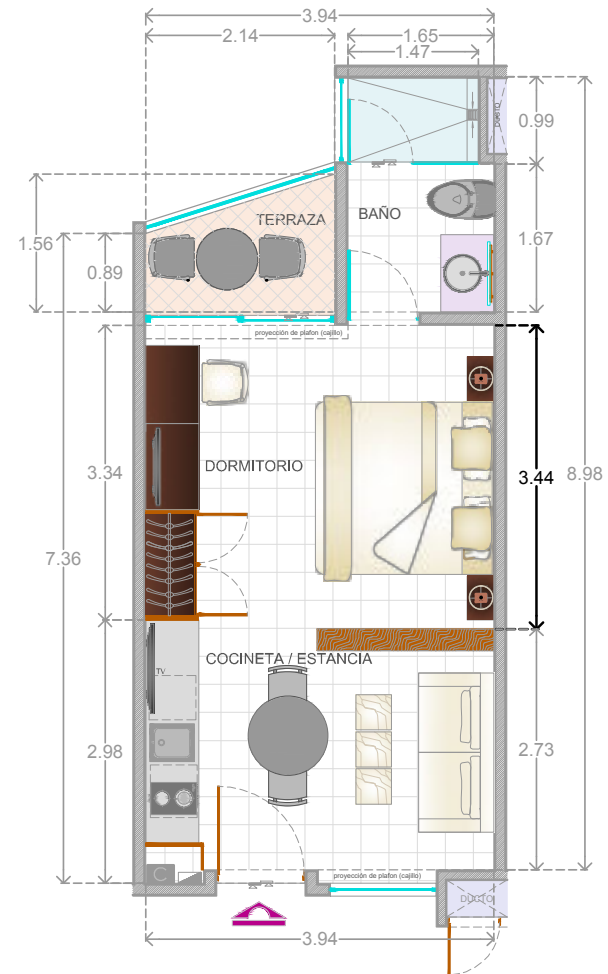 3.94
2.14
1.65
1.47
DUCTO
0.99
TERRAZA
BAÑO
1.56
0.89
1.67
proyección de plafon (cajillo)
DORMITORIO
3.34
3.44
8.98
7.36
COCINETA / ESTANCIA
TV
2.98
2.73
C
proyección de plafon (cajillo)
DUCTO
3.94